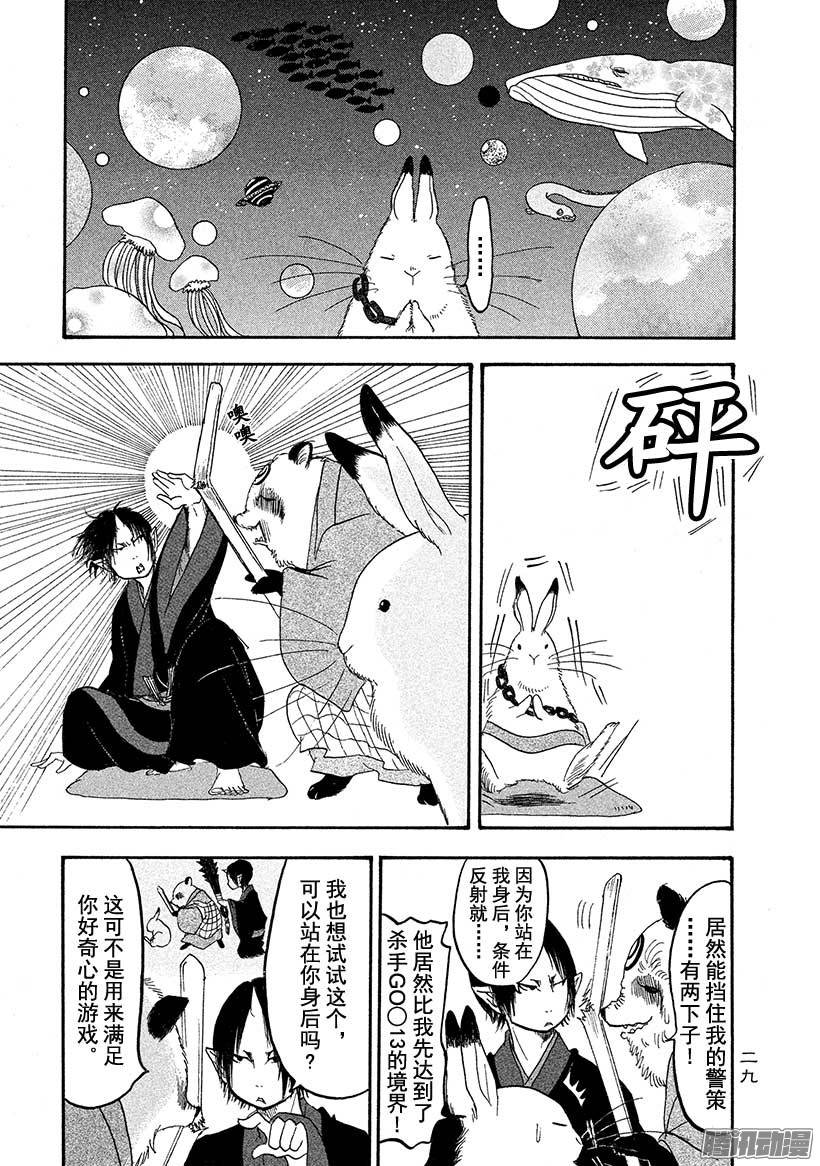 ………
砰
噢
噢
居然能挡住我的警策
……有两下子！
因为你站在
我身后，条件
反射就………
他居然比我先达到了
杀手GO〇13的境界！
我也想试试这个，
可以站在你身后吗？
这可不是用来满足
你好奇心的游戏。
二九
腾讯动漫